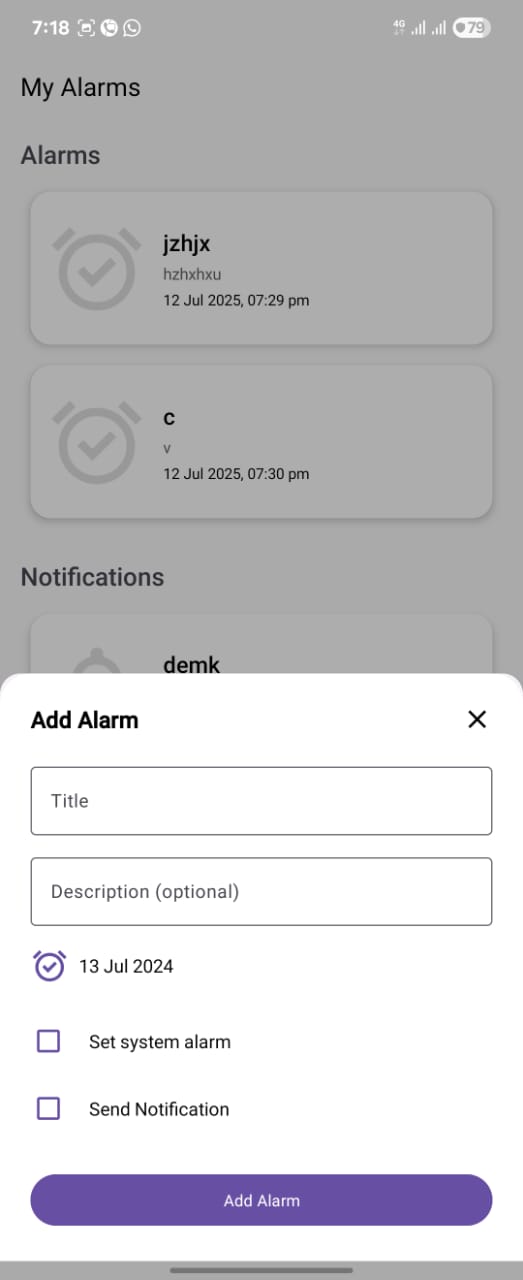 7:18
4G
79
My Alarms
Alarms
jzhjx
hzhxhxu
12 Jul 2025, 07:29 pm
c
v
12 Jul 2025, 07:30 pm
Notifications
demk
Add Alarm
Title
Description (optional)
13 Jul 2024
Set system alarm
Send Notification
Add Alarm